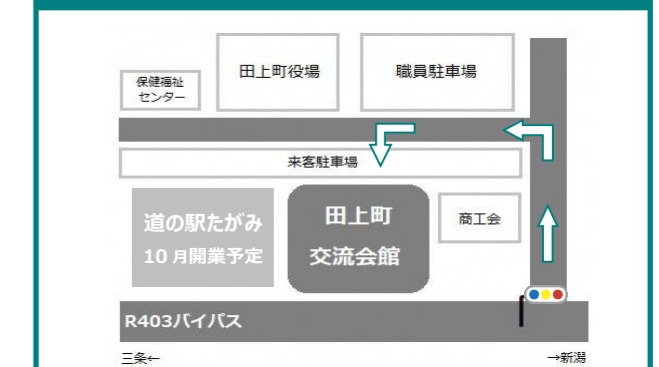 田上町役場
職員駐車場
保健福祉
センター
来客駐車場
道の駅たがみ
10月開業予定
田上町
交流会館
商工会
R403バイパス
三条←
→新潟